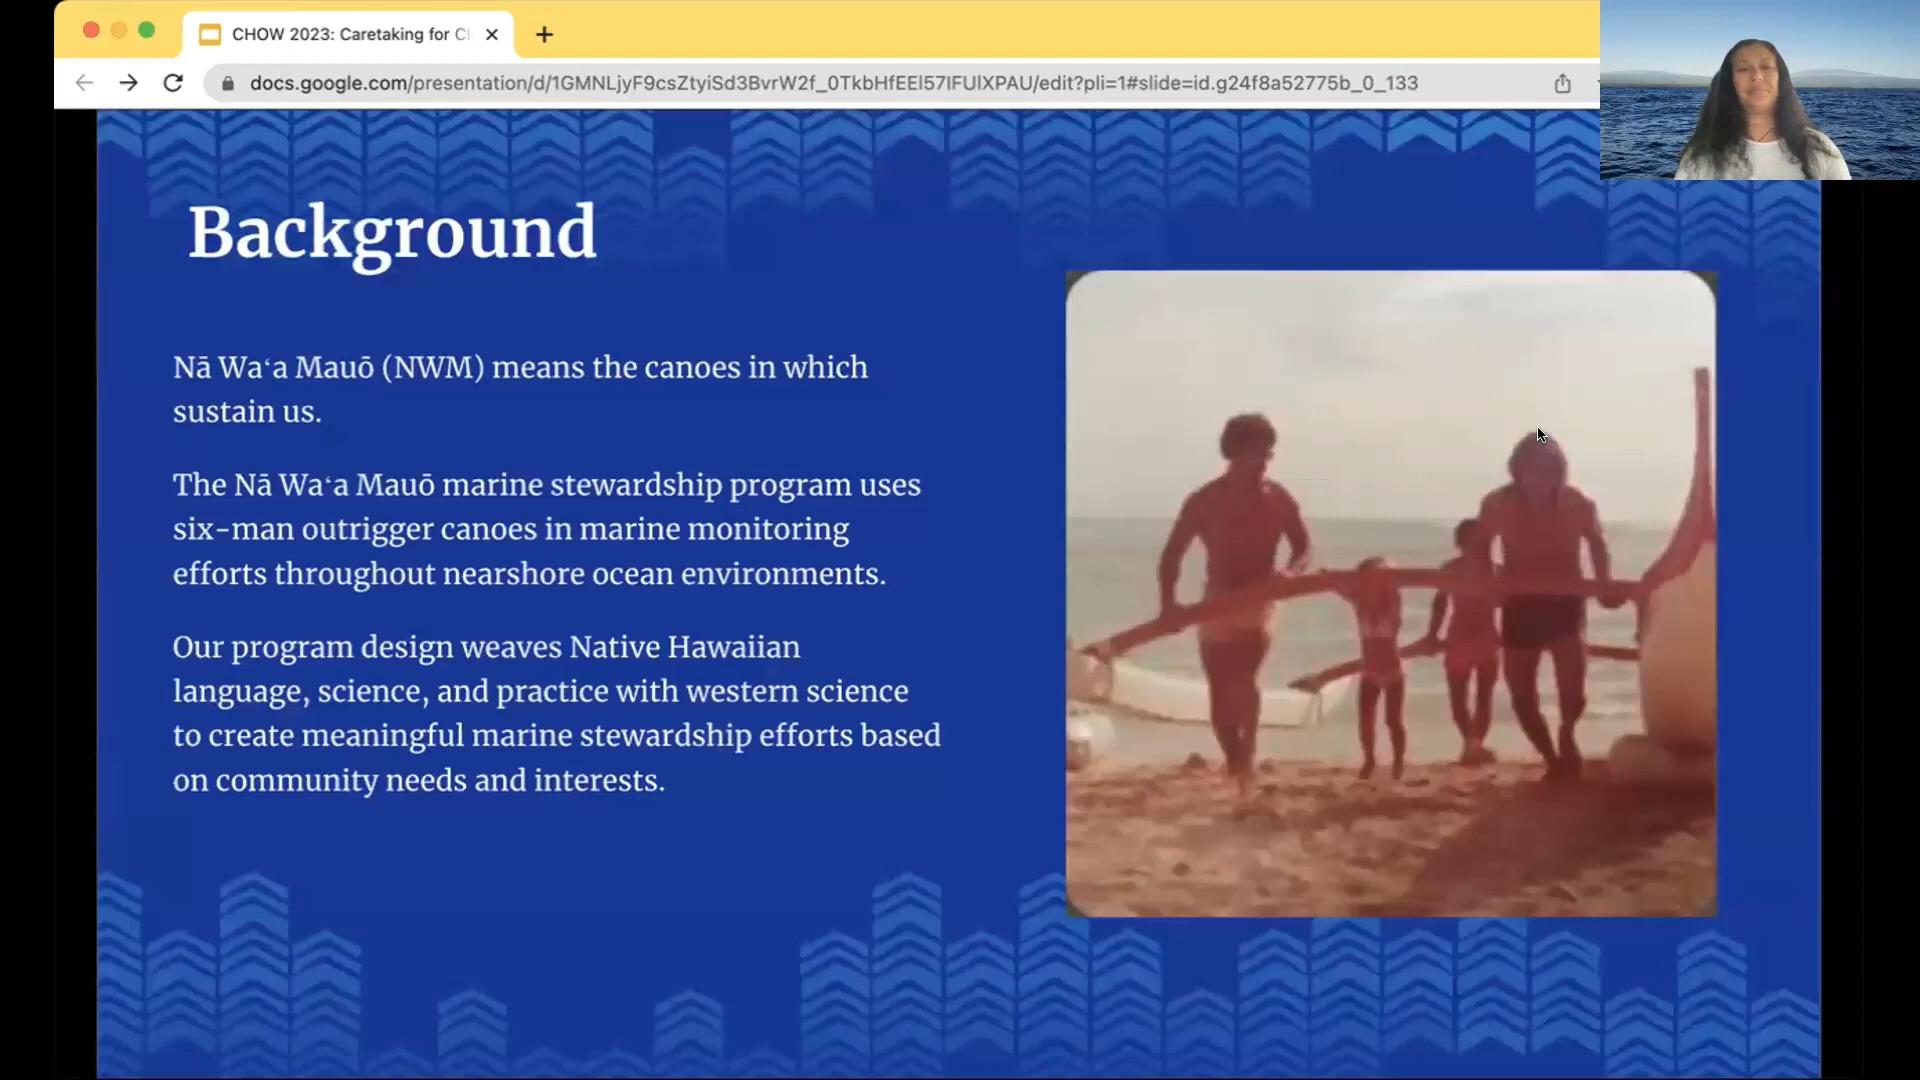 CHOW 2023: Caretaking for Cl
docs.google.com/presentation/d/1GMNLjyF9csZtyiSd3BvrW2f_0TkbHfEEl57IFUlXPAU/edit?pli=1#slide=id.g24f8a52775b_0_133
Background
Nā Waʻa Mauō (NWM) means the canoes in which
sustain us.
The Nā Waʻa Mauō marine stewardship program uses
six-man outrigger canoes in marine monitoring
efforts throughout nearshore ocean environments.
Our program design weaves Native Hawaiian
language, science, and practice with western science
to create meaningful marine stewardship efforts based
on community needs and interests.